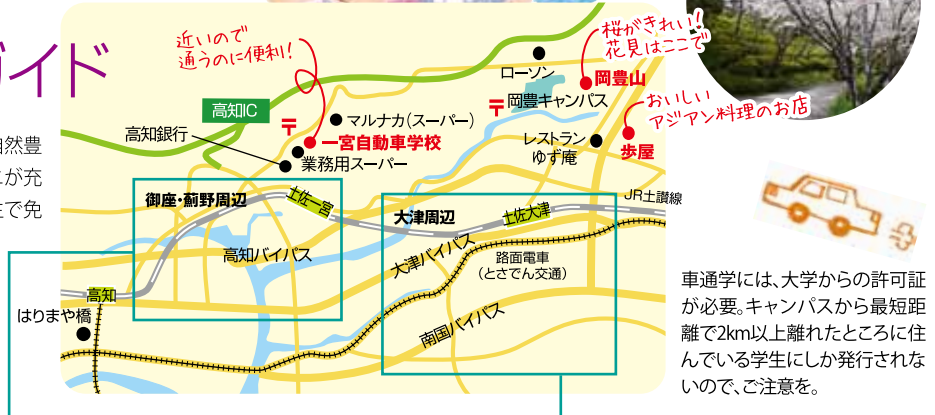 ガイド
自然豊
が充
で免
近いので
通うのに便利!
桜がきれい!
花見はここで
ローソン
岡豊山
〒
岡豊キャンパス
おいしい
アジアン料理のお店
高知IC
〒
マルナカ(スーパー)
高知銀行
一宮自動車学校
業務用スーパー
レストラン
ゆず庵
歩屋
御座・薊野周辺
土佐一宮
大津周辺
土佐大津
JR土讃線
高知バイパス
大津バイパス
路面電車
(とさでん交通)
高知
はりまや橋
南国バイパス
車通学には、大学からの許可証
が必要。キャンパスから最短距
離で2km以上離れたところに住
んでいる学生にしか発行されな
いので、ご注意を。